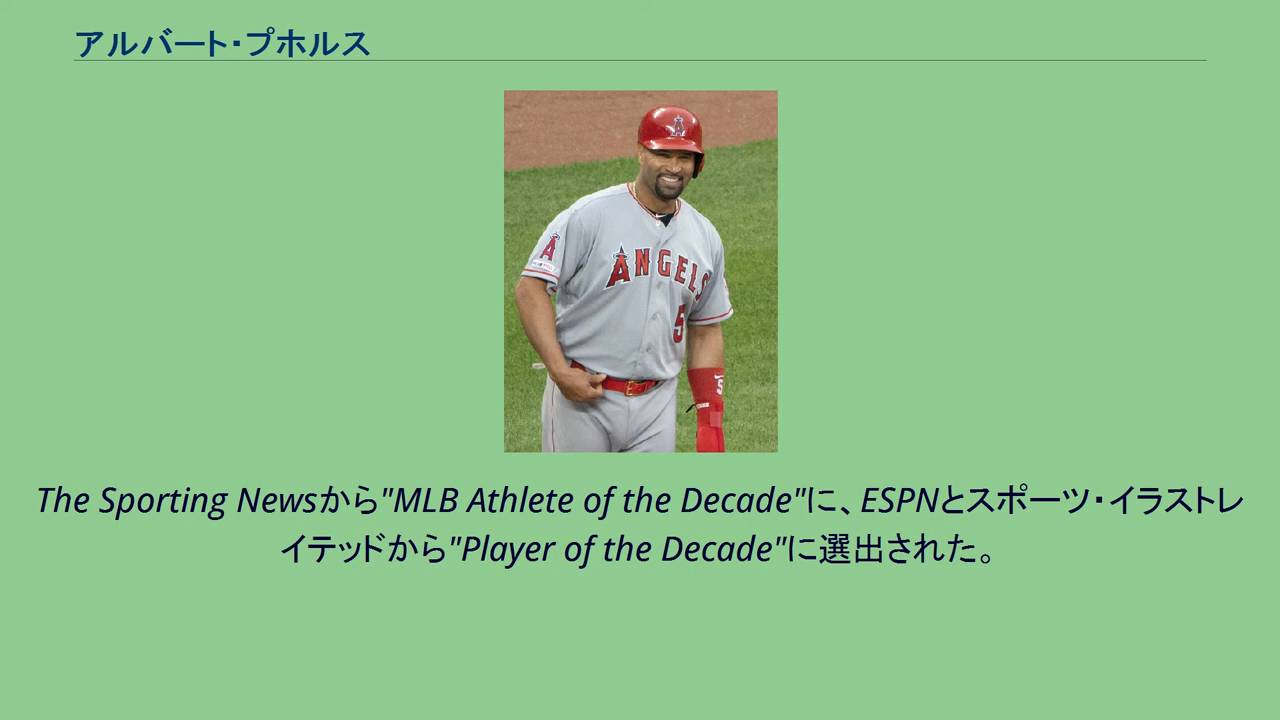 アルバート・プホルス
A
A
ANGELS
5
5
The Sporting Newsから"MLB Athlete of the Decade"に、ESPNとスポーツ・イラストレ
イテッドから"Player of the Decade"に選出された。